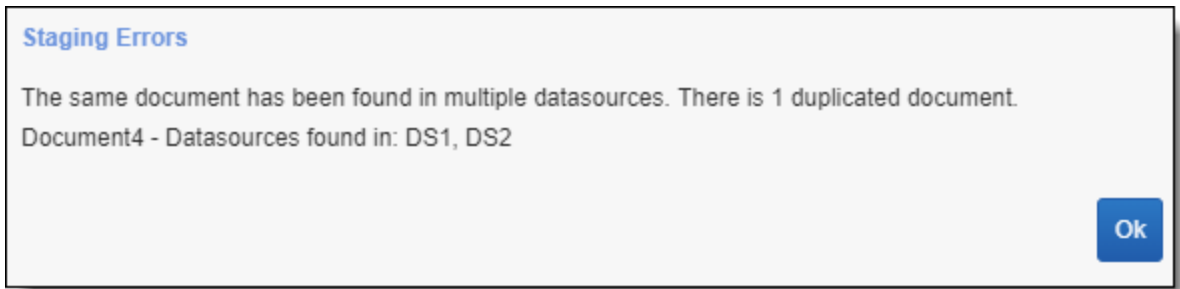 Staging Errors
The same document has been found in multiple datasources. There is 1 duplicated document.
Document4 - Datasources found in: DS1, DS2
Ok